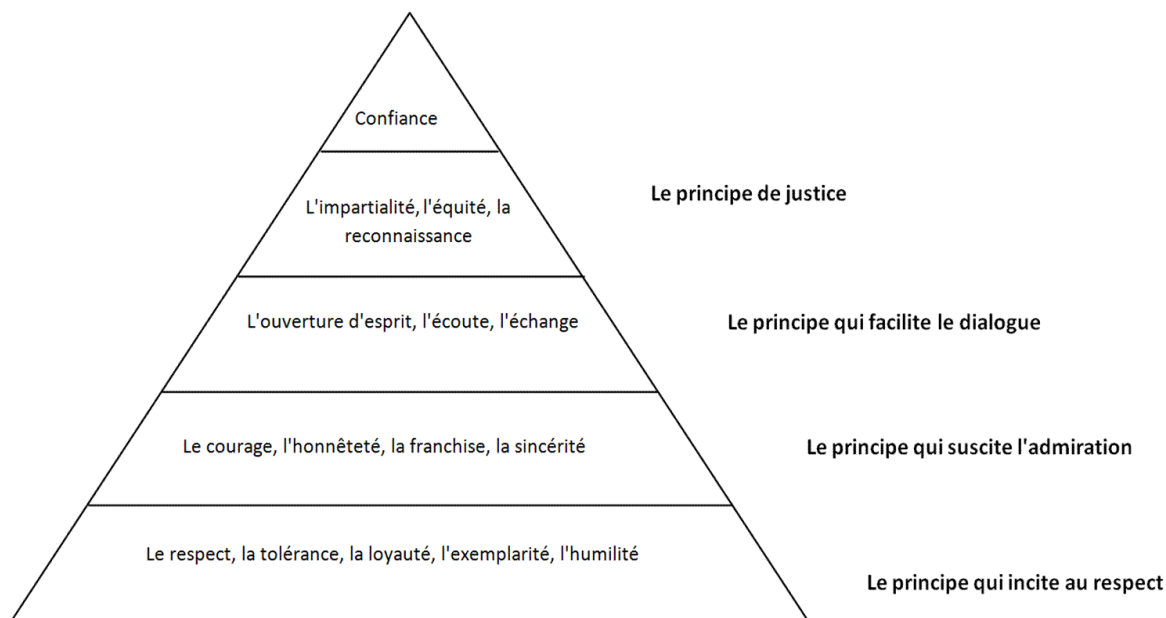 Confiance
L'impartialité, l'équité, la
reconnaissance
Le principe de justice
L'ouverture d'esprit, l'écoute, l'échange
Le principe qui facilite le dialogue
Le courage, l'honnêteté, la franchise, la sincérité
Le principe qui suscite l'admiration
Le respect, la tolérance, la loyauté, l'exemplarité, l'humilité
Le principe qui incite au respect